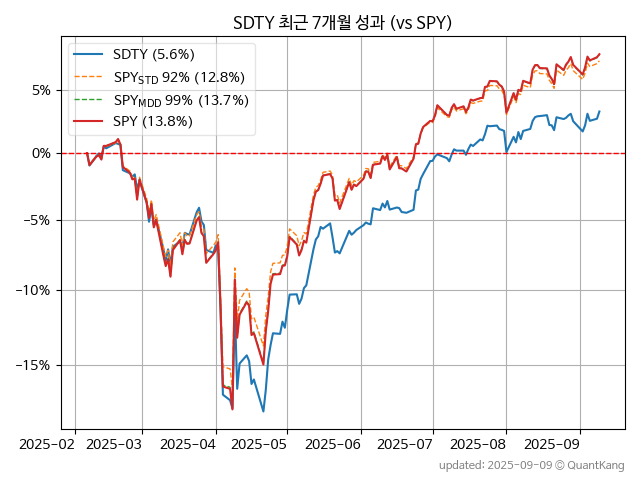 SDTY 최근 7개월 성과 (vs SPY)
SDTY (5.6%)
SPY_STD 92% (12.8%)
SPY_MDD 99% (13.7%)
SPY (13.8%)
5%
0%
−5%
−10%
−15%
2025-02 2025-03 2025-04 2025-05 2025-06 2025-07 2025-08 2025-09
updated: 2025-09-09 © QuantKang